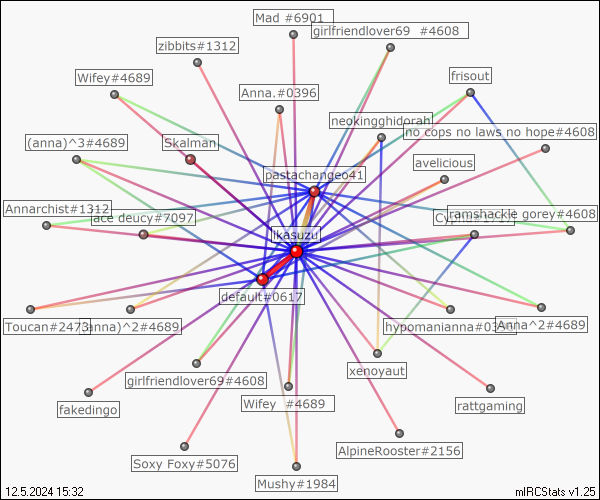 Mad #6901
girlfriendlover69 #4608
zibbits#1312
frisout
Wifey#4689
Anna.#0396
neokingghidorah
no cops no laws no hope#4608
(anna)^3#4689
Skalman
avelicious
pastachangeo41
Annarchist#1312
ace deucy#7097
ramshackle gorey#4608
ikasuzu
default#0617
Toucan#2473
anna)^2#4689
hypomanianna#03
Anna^2#4689
xenoyaut
girlfriendlover69#4608
Wifey #4689
rattgaming
fakedingo
AlpineRooster#2156
Soxy Foxy#5076
Mushy#1984
12.5.2024 15:32
mIRCStats v1.25